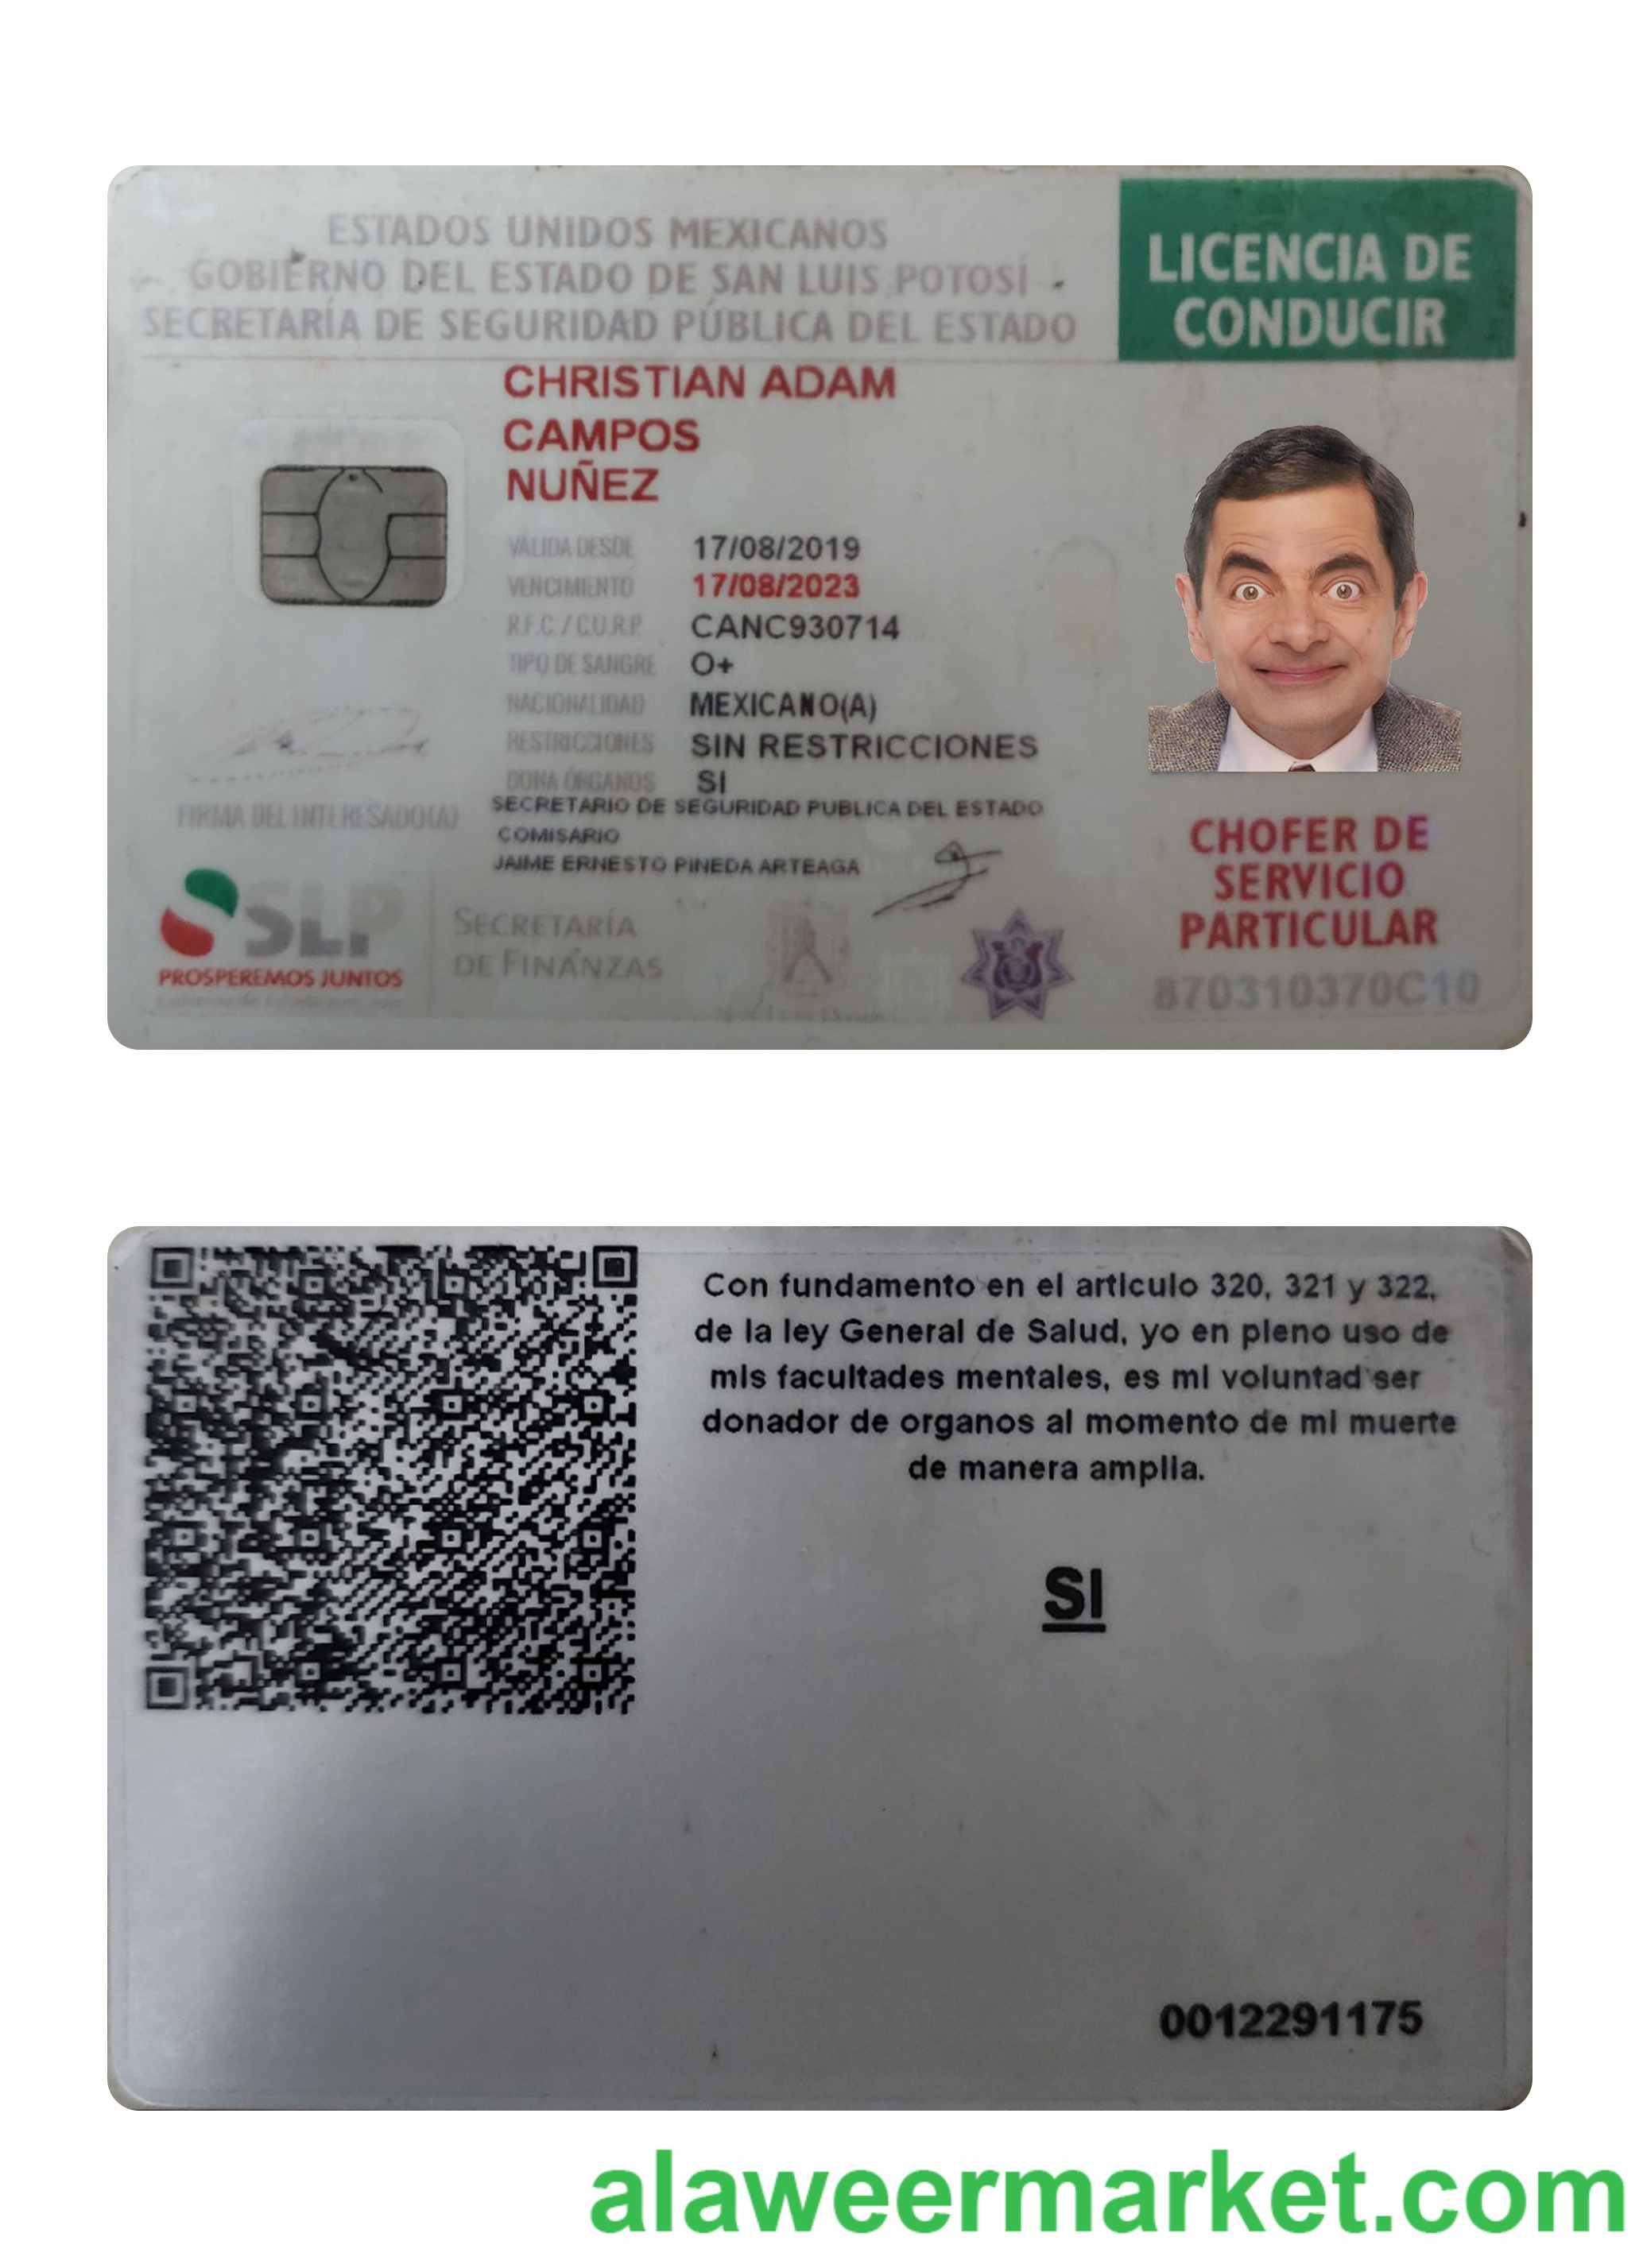 ESTADOS UNIDOS MEXICANOS
GOBIERNO DEL ESTADO DE SAN LUIS POTOSÍ
SECRETARÍA DE SEGURIDAD PÚBLICA DEL ESTADO
LICENCIA DE
CONDUCIR
CHRISTIAN ADAM
CAMPOS
NUÑEZ
VÁLIDA DESDE 17/08/2019
VENCIMIENTO 17/08/2023
R.F.C / C.U.R.P. CANC930714
TIPO DE SANGRE O+
NACIONALIDAD MEXICANO(A)
RESTRICCIONES SIN RESTRICCIONES
DONA ÓRGANOS SI
FIRMA DEL INTERESADO(A)
SECRETARIO DE SEGURIDAD PUBLICA DEL ESTADO
COMISARIO
JAIME ERNESTO PINEDA ARTEAGA
SLP
PROSPEREMOS JUNTOS
SECRETARÍA
DE FINANZAS
CHOFER DE
SERVICIO
PARTICULAR
870310370C10
Con fundamento en el artIculo 320, 321 y 322,
de la ley General de Salud, yo en pleno uso de
mIs facultades mentales, es mI voluntad ser
donador de organos al momento de mI muerte
de manera amplIa.
SI
0012291175
alaweermarket.com